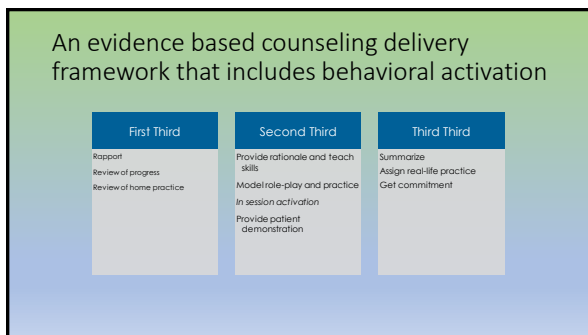 An evidence based counseling delivery
framework that includes behavioral activation
First Third
Rapport
Review of progress
Review of home practice
Second Third
Provide rationale and teach
skills
Model role-play and practice
In session activation
Provide patient
demonstration
Third Third
Summarize
Assign real-life practice
Get commitment